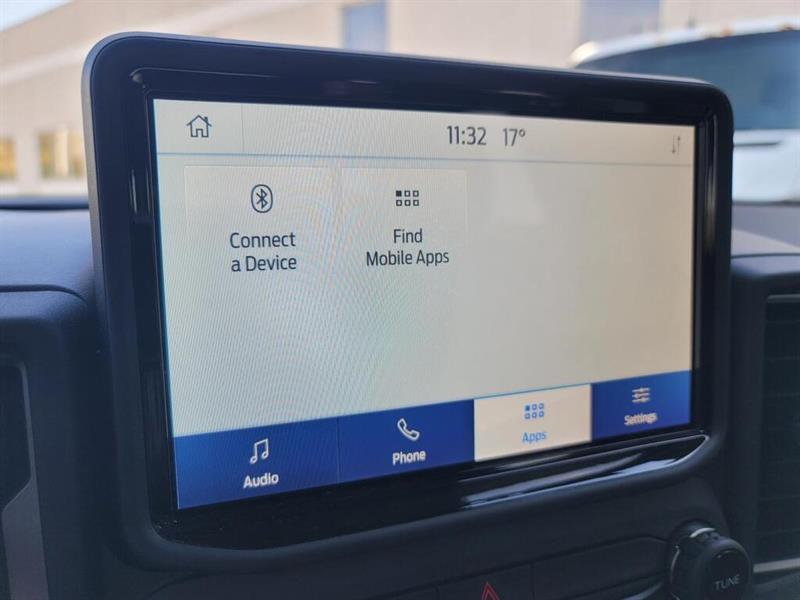 11:32 17°
Connect
a Device
Find
Mobile Apps
Audio
Phone
Apps
Settings
TUNE